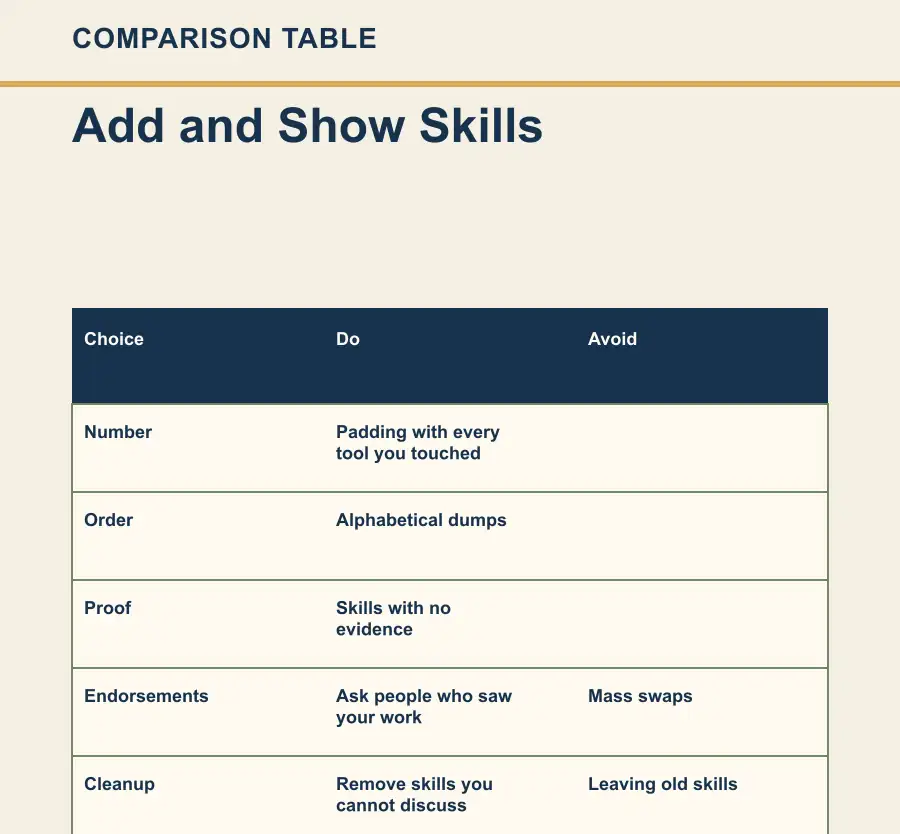 COMPARISON TABLE
Add and Show Skills
Choice Do Avoid
Number Padding with every
tool you touched
Order Alphabetical dumps
Proof Skills with no
evidence
Endorsements Ask people who saw Mass swaps
your work
Cleanup Remove skills you Leaving old skills
cannot discuss